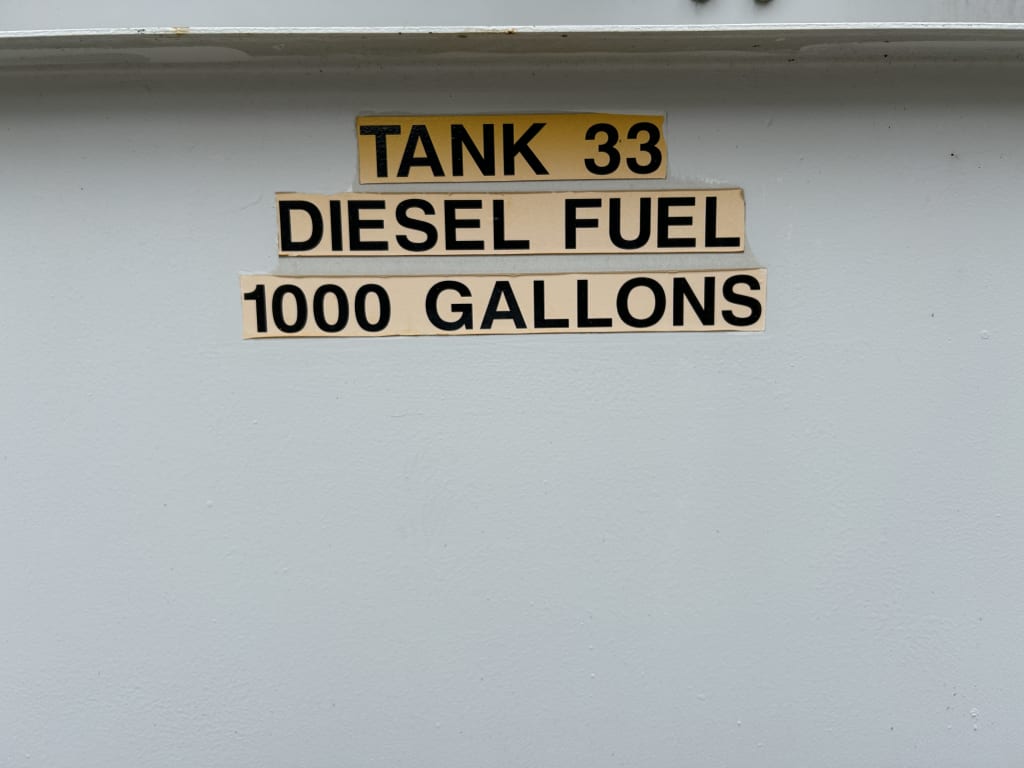 TANK 33
DIESEL FUEL
1000 GALLONS